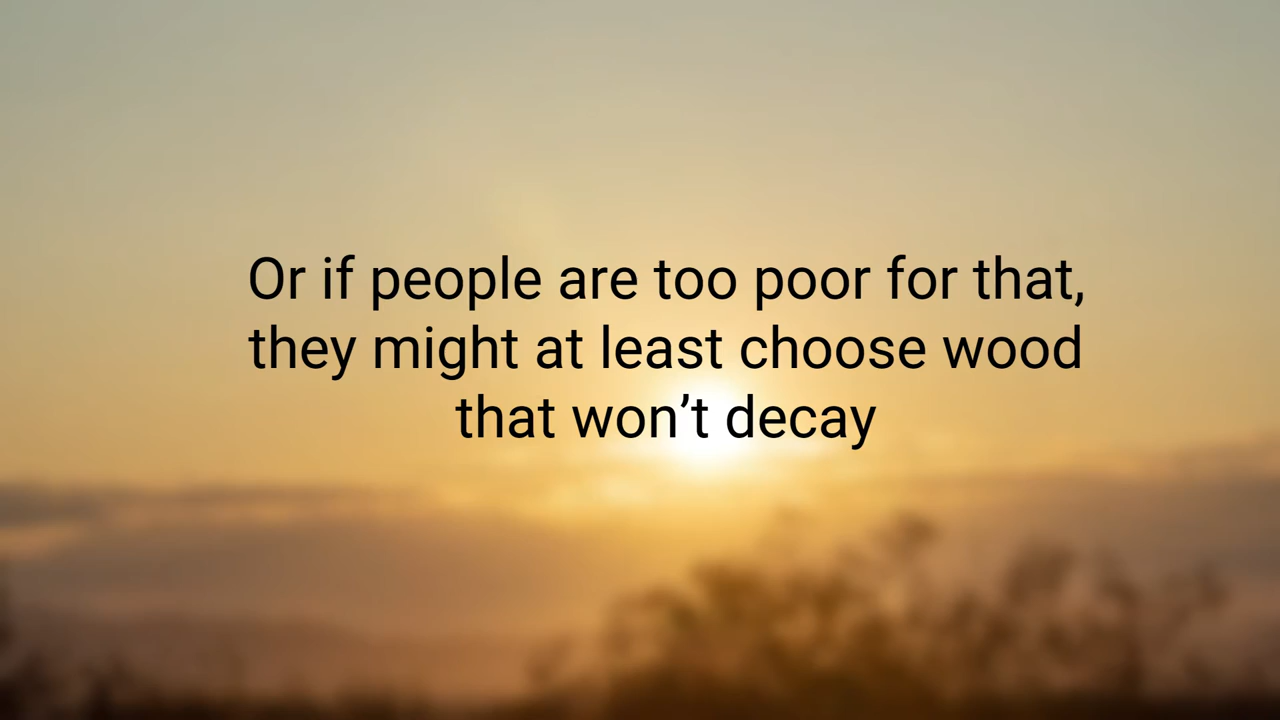 Or if people are too poor for that,
they might at least choose wood
that won’t decay